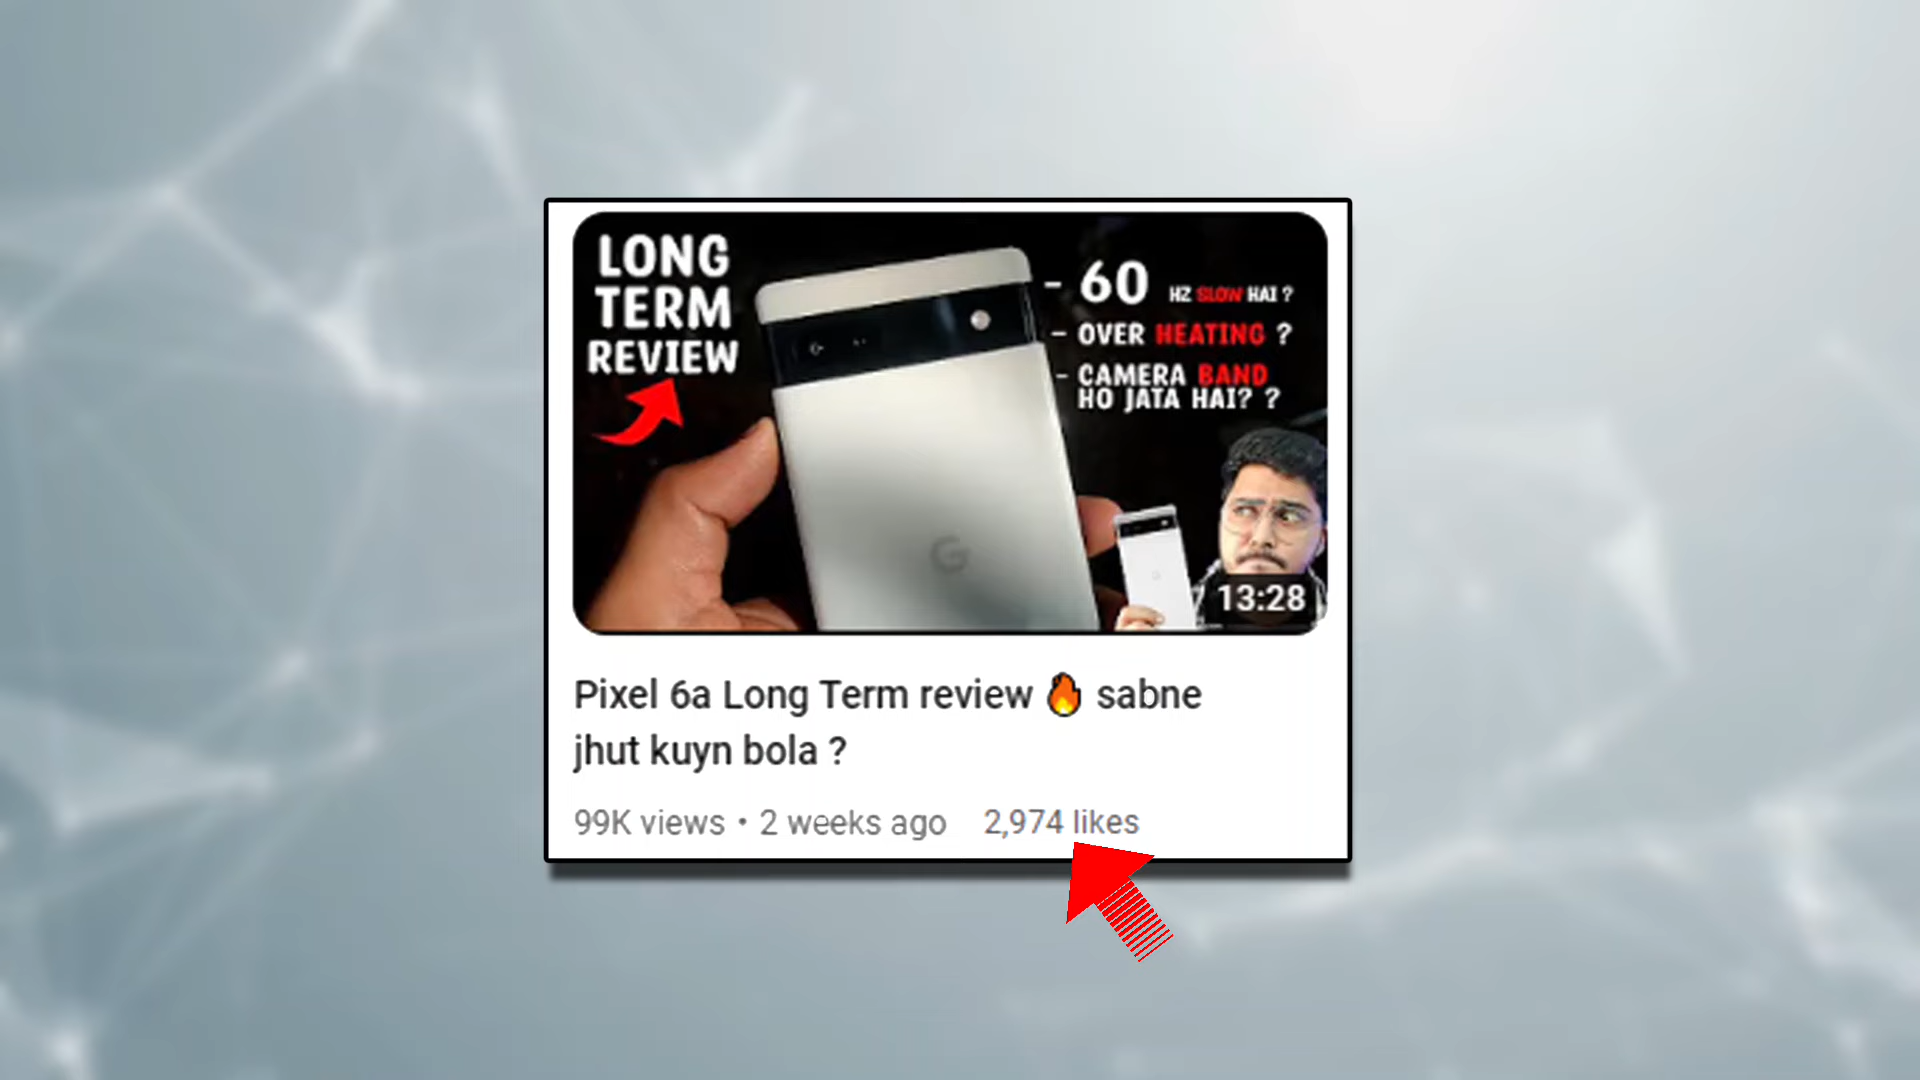 LONG
TERM
REVIEW
- 60 HZ SLOW HAI ?
- OVER HEATING ?
- CAMERA BAND
HO JATA HAI? ?
G
13:28
Pixel 6a Long Term review 🔥 sabne
jhut kuyn bola ?
99K views • 2 weeks ago 2,974 likes